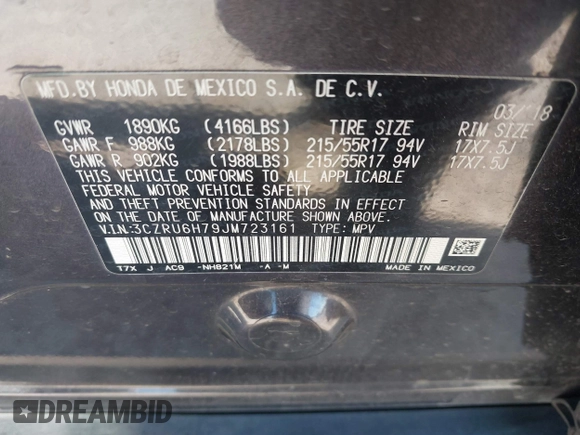 MFD.BY HONDA DE MEXICO S.A. DE C.V.
03/18
GVWR 1890KG (4166LBS) TIRE SIZE RIM SIZE
GAWR F 988KG (2178LBS) 215/55R17 94V 17X7.5J
GAWR R 902KG (1988LBS) 215/55R17 94V 17X7.5J
THIS VEHICLE CONFORMS TO ALL APPLICABLE
FEDERAL MOTOR VEHICLE SAFETY
AND THEFT PREVENTION STANDARDS IN EFFECT
ON THE DATE OF MANUFACTURE SHOWN ABOVE.
V.I.N:3CZRU6H79JM723161 TYPE: MPV
T7X J AC9 -NH821M -A -M MADE IN MEXICO
DREAMBID